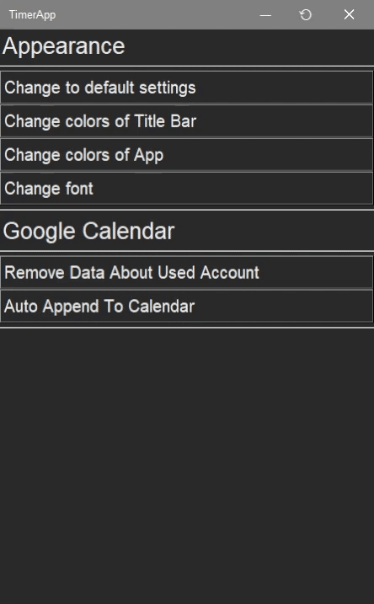 TimerApp
Appearance
Change to default settings
Change colors of Title Bar
Change colors of App
Change font
Google Calendar
Remove Data About Used Account
Auto Append To Calendar